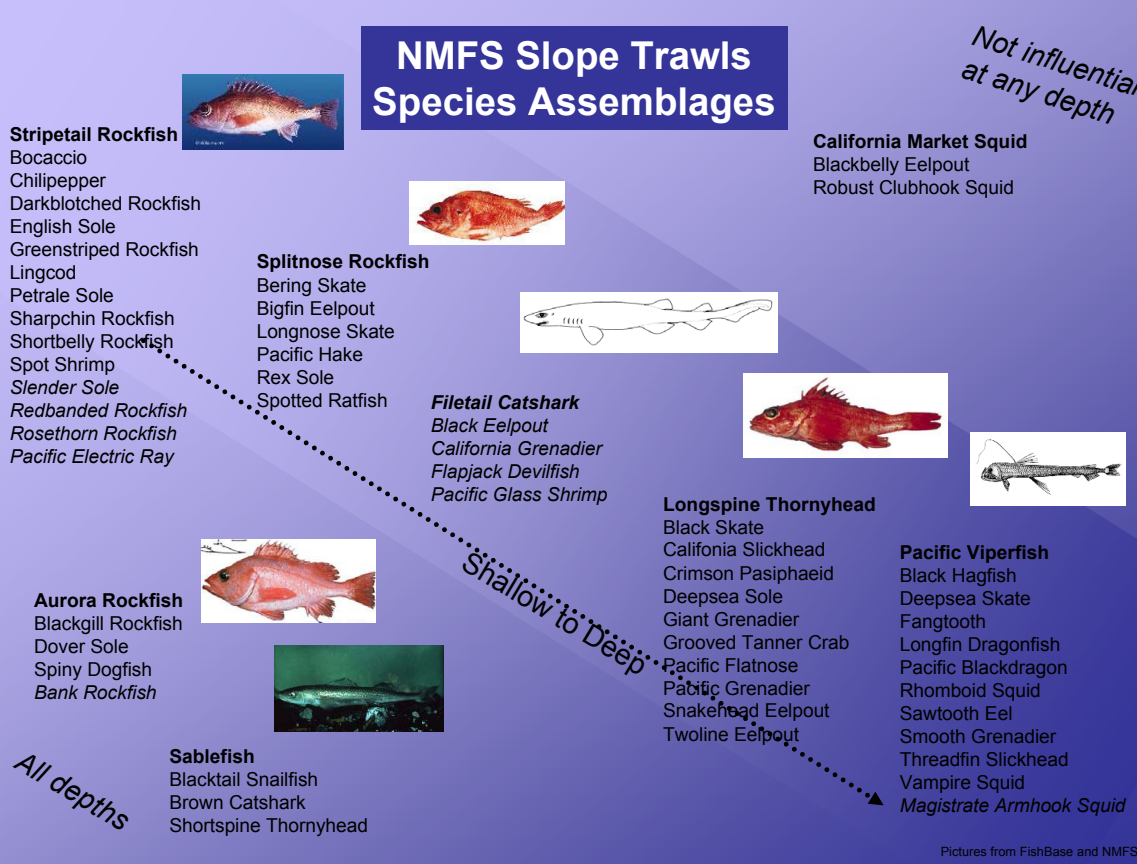 NMFS Slope Trawls
Species Assemblages
Not influential
at any depth
Stripetail Rockfish
Bocaccio
Chilipepper
Darkblotched Rockfish
English Sole
Greenstriped Rockfish
Lingcod
Petrale Sole
Sharpchin Rockfish
Shortbelly Rockfish
Spot Shrimp
Slender Sole
Redbanded Rockfish
Rosethorn Rockfish
Pacific Electric Ray
California Market Squid
Blackbelly Eelpout
Robust Clubhook Squid
Splitnose Rockfish
Bering Skate
Bigfin Eelpout
Longnose Skate
Pacific Hake
Rex Sole
Spotted Ratfish
Filetail Catshark
Black Eelpout
California Grenadier
Flapjack Devilfish
Pacific Glass Shrimp
Shallow to Deep
Longspine Thornyhead
Black Skate
Califonia Slickhead
Crimson Pasiphaeid
Deepsea Sole
Giant Grenadier
Grooved Tanner Crab
Pacific Flatnose
Pacific Grenadier
Snakehead Eelpout
Twoline Eelpout
Pacific Viperfish
Black Hagfish
Deepsea Skate
Fangtooth
Longfin Dragonfish
Pacific Blackdragon
Rhomboid Squid
Sawtooth Eel
Smooth Grenadier
Threadfin Slickhead
Vampire Squid
Magistrate Armhook Squid
Aurora Rockfish
Blackgill Rockfish
Dover Sole
Spiny Dogfish
Bank Rockfish
All depths
Sablefish
Blacktail Snailfish
Brown Catshark
Shortspine Thornyhead
Pictures from FishBase and NMFS